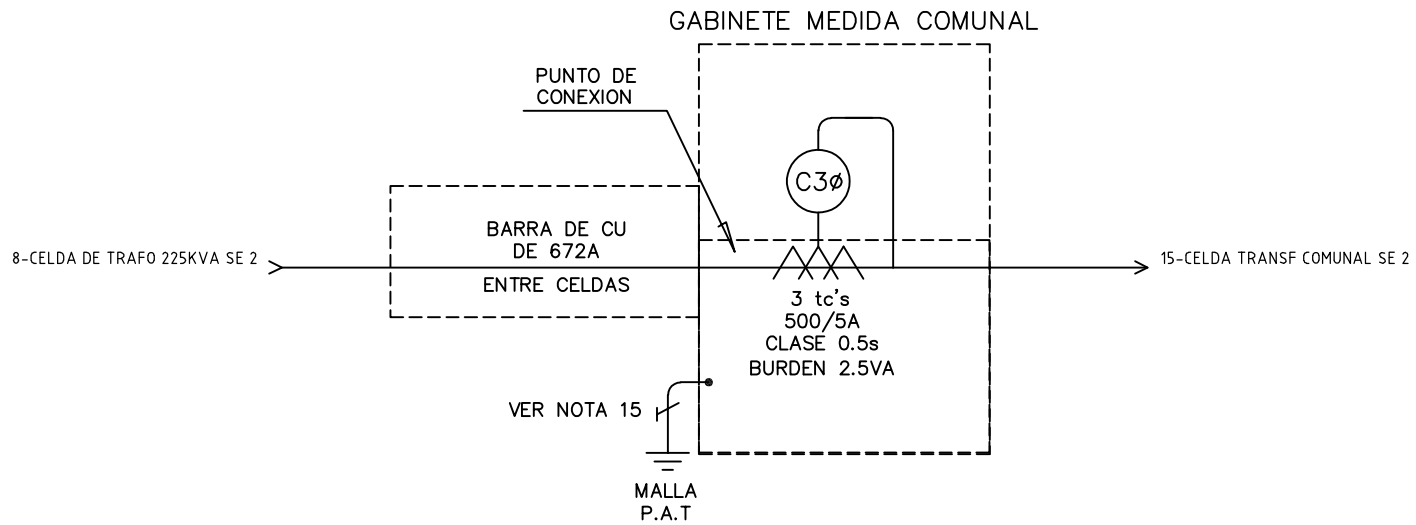 GABINETE MEDIDA COMUNAL
PUNTO DE
CONEXION
C3ø
BARRA DE CU
DE 672A
8-CELDA DE TRAFO 225KVA SE 2
15-CELDA TRANSF COMUNAL SE 2
ENTRE CELDAS
3 tc's
500/5A
CLASE 0.5s
BURDEN 2.5VA
VER NOTA 15
MALLA
P.A.T